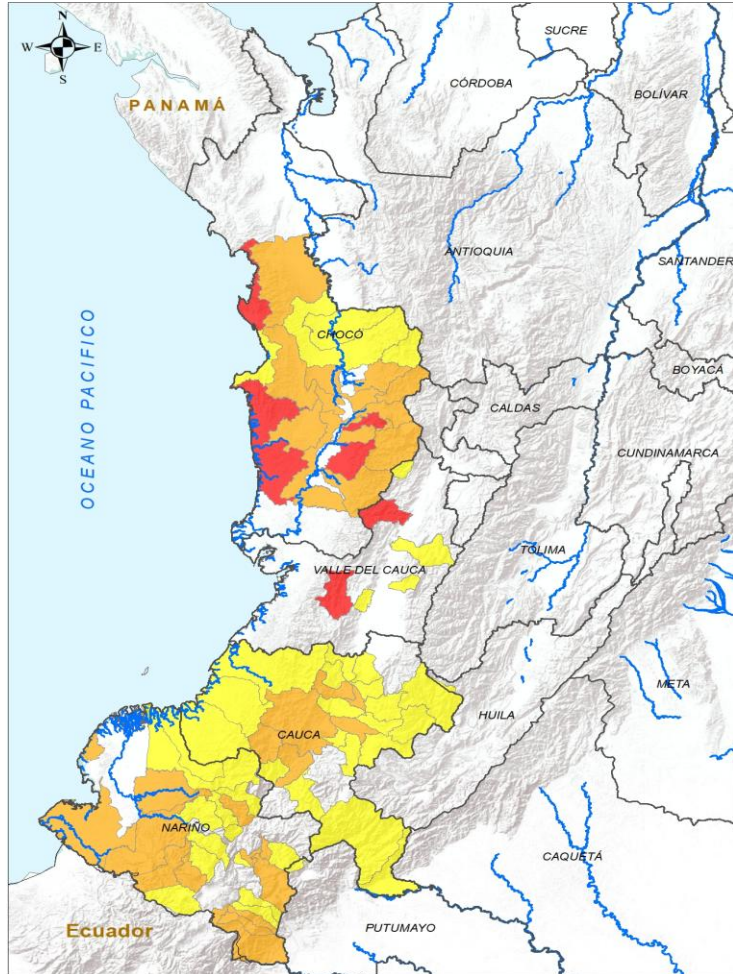 N
W E
S
SUCRE
CÓRDOBA
BOLÍVAR
PANAMÁ
ANTIOQUIA
SANTANDER
CHOCÓ
BOYACÁ
CALDAS
OCEANO PACIFICO
CUNDINAMARCA
TOLIMA
VALLE DEL CAUCA
META
HUILA
CAUCA
NARIÑO
CAQUETÁ
Ecuador
PUTUMAYO